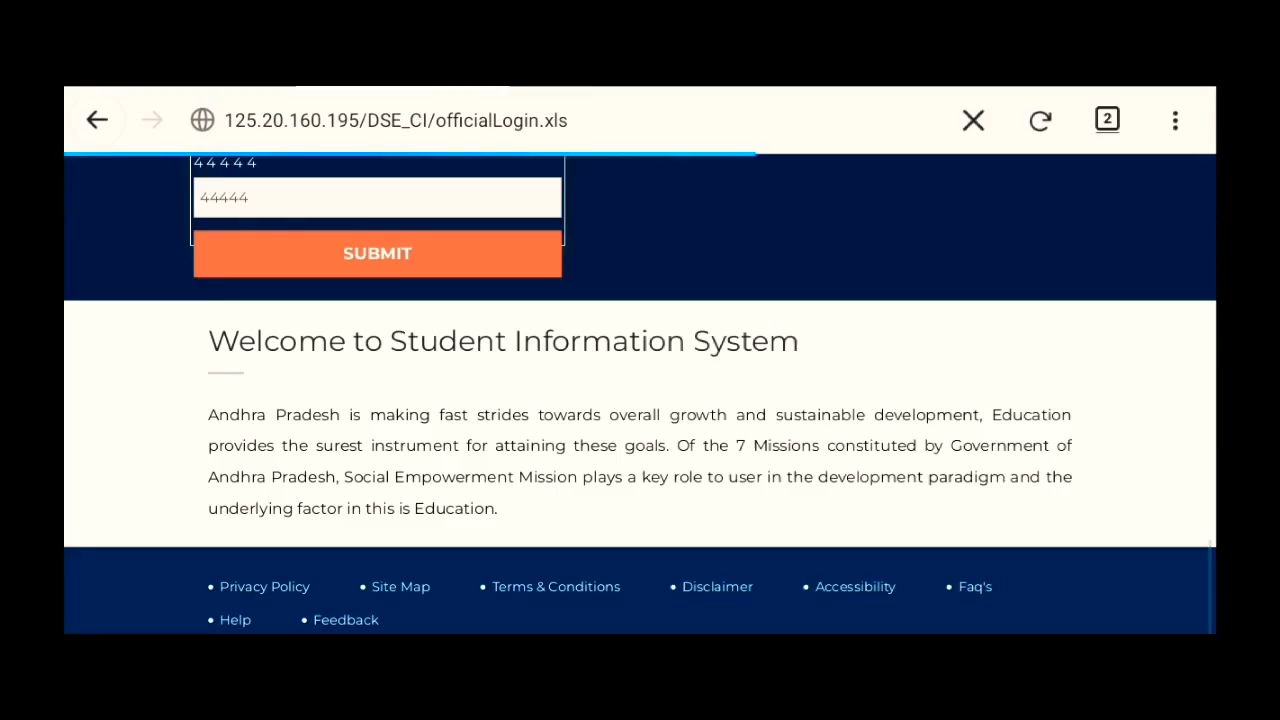 125.20.160.195/DSE_CI/officialLogin.xls
2
4 4 4 4 4
44444
SUBMIT
Welcome to Student Information System
Andhra Pradesh is making fast strides towards overall growth and sustainable development, Education
provides the surest instrument for attaining these goals. Of the 7 Missions constituted by Government of
Andhra Pradesh, Social Empowerment Mission plays a key role to user in the development paradigm and the
underlying factor in this is Education.
Privacy Policy Site Map Terms & Conditions Disclaimer Accessibility Faq's
Help Feedback